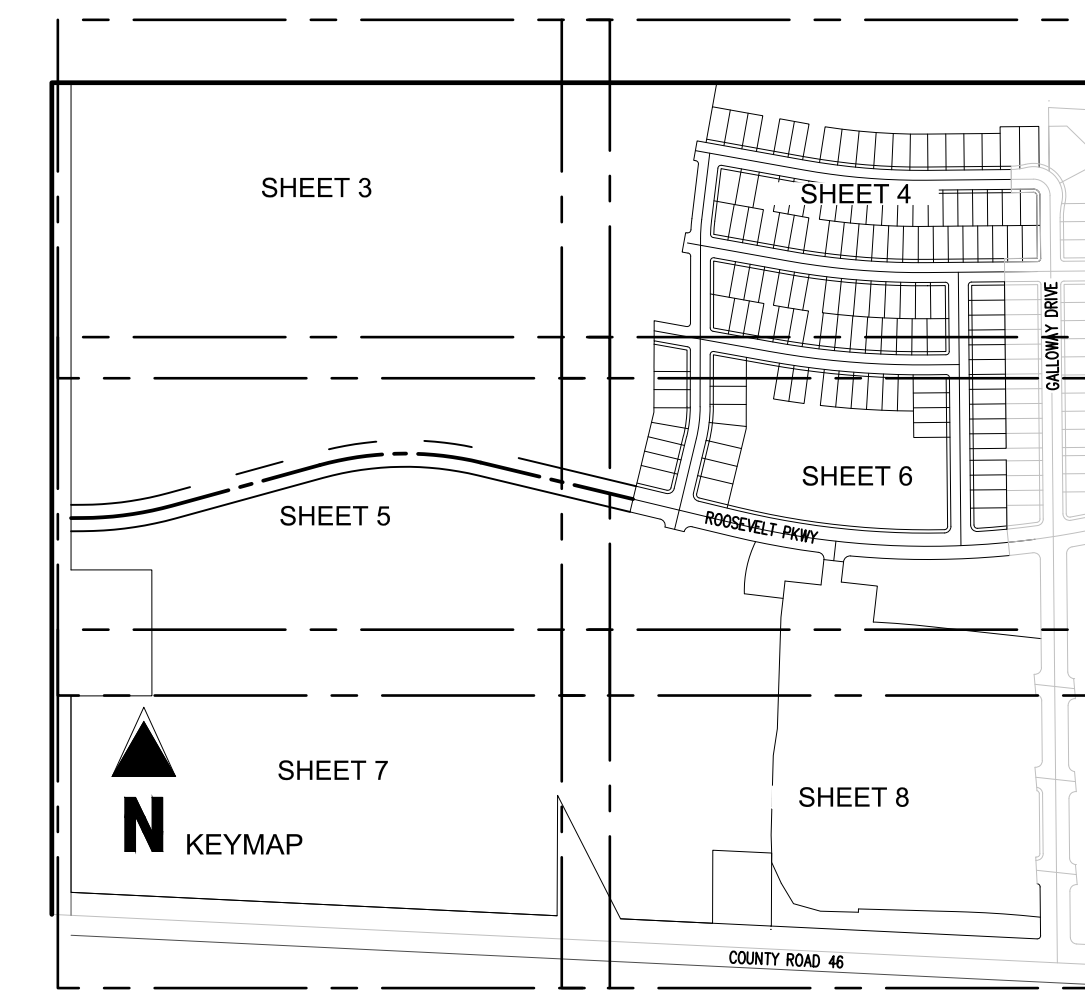 SHEET 3
SHEET 4
GALLOWAY DRIVE
SHEET 6
SHEET 5
ROOSEVELT PKWY
SHEET 7
SHEET 8
N
KEYMAP
COUNTY ROAD 46